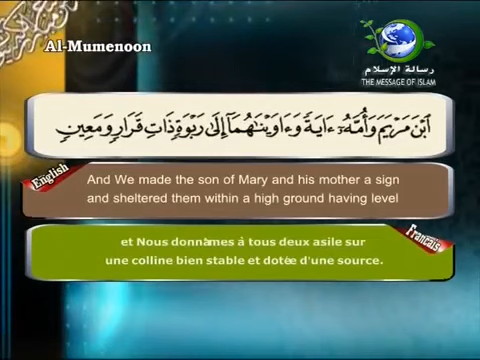 Al-Mumenoon
رسالة الإسلام
THE MESSAGE OF ISLAM
ٱبْنَ مَرْيَمَ وَأُمَّهُۥٓ ءَايَةً وَءَاوَيْنَٰهُمَآ إِلَىٰ رَبْوَةٍ ذَاتِ قَرَارٍ وَمَعِينٍ
English
And We made the son of Mary and his mother a sign
and sheltered them within a high ground having level
Francais
et Nous donnâmes à tous deux asile sur
une colline bien stable et dotée d'une source.